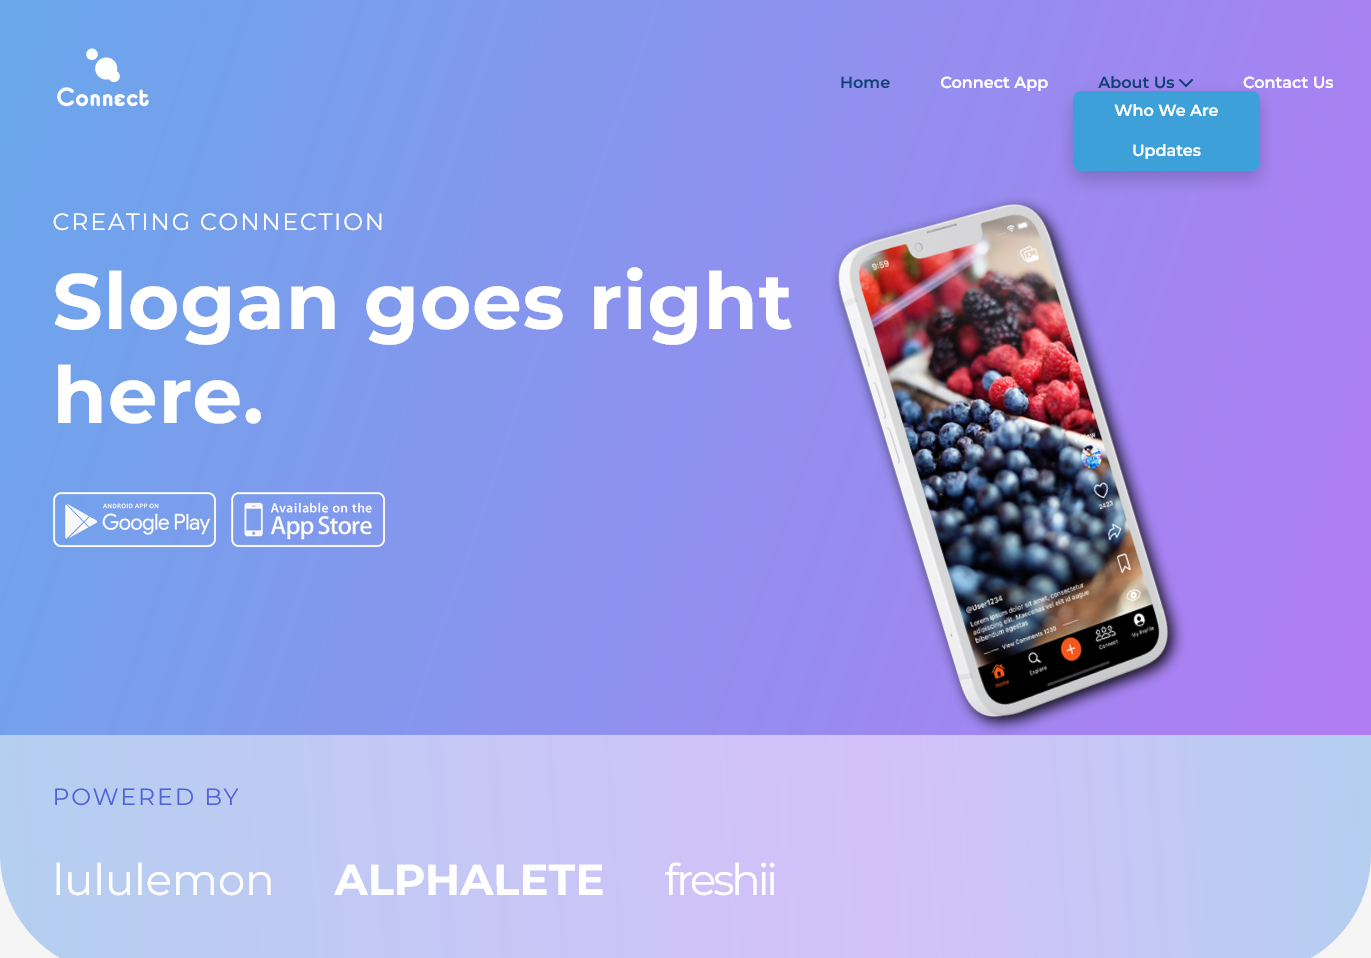 Connect
Home
Connect App
About Us
Contact Us
Who We Are
Updates
CREATING CONNECTION
Slogan goes right
here.
ANDROID APP ON
Google Play
Available on the
App Store
9:59
2423
@User1234
Lorem ipsum dolor sit amet, consectetur
adipiscing elit. Maecenas vel elit id augue
bibendum egestas
View Comments 1230
Home
Explore
Connect
My Profile
POWERED BY
lululemon
ALPHALETE
freshii